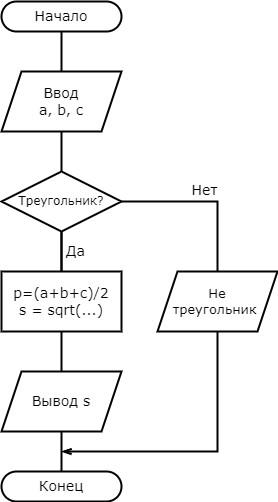 Начало
Ввод
a, b, c
Треугольник?
Нет
Да
p=(a+b+c)/2
s = sqrt(...)
Не
треугольник
Вывод s
Конец